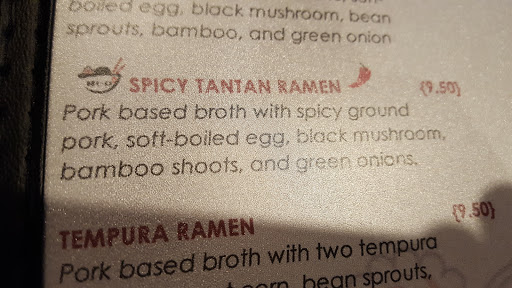 boiled egg, black mushroom, bean
sprouts, bamboo, and green onion
SPICY TANTAN RAMEN {9.50}
Pork based broth with spicy ground
pork, soft-boiled egg, black mushroom,
bamboo shoots, and green onions.
TEMPURA RAMEN {9.50}
Pork based broth with two tempura
corn, bean sprouts,